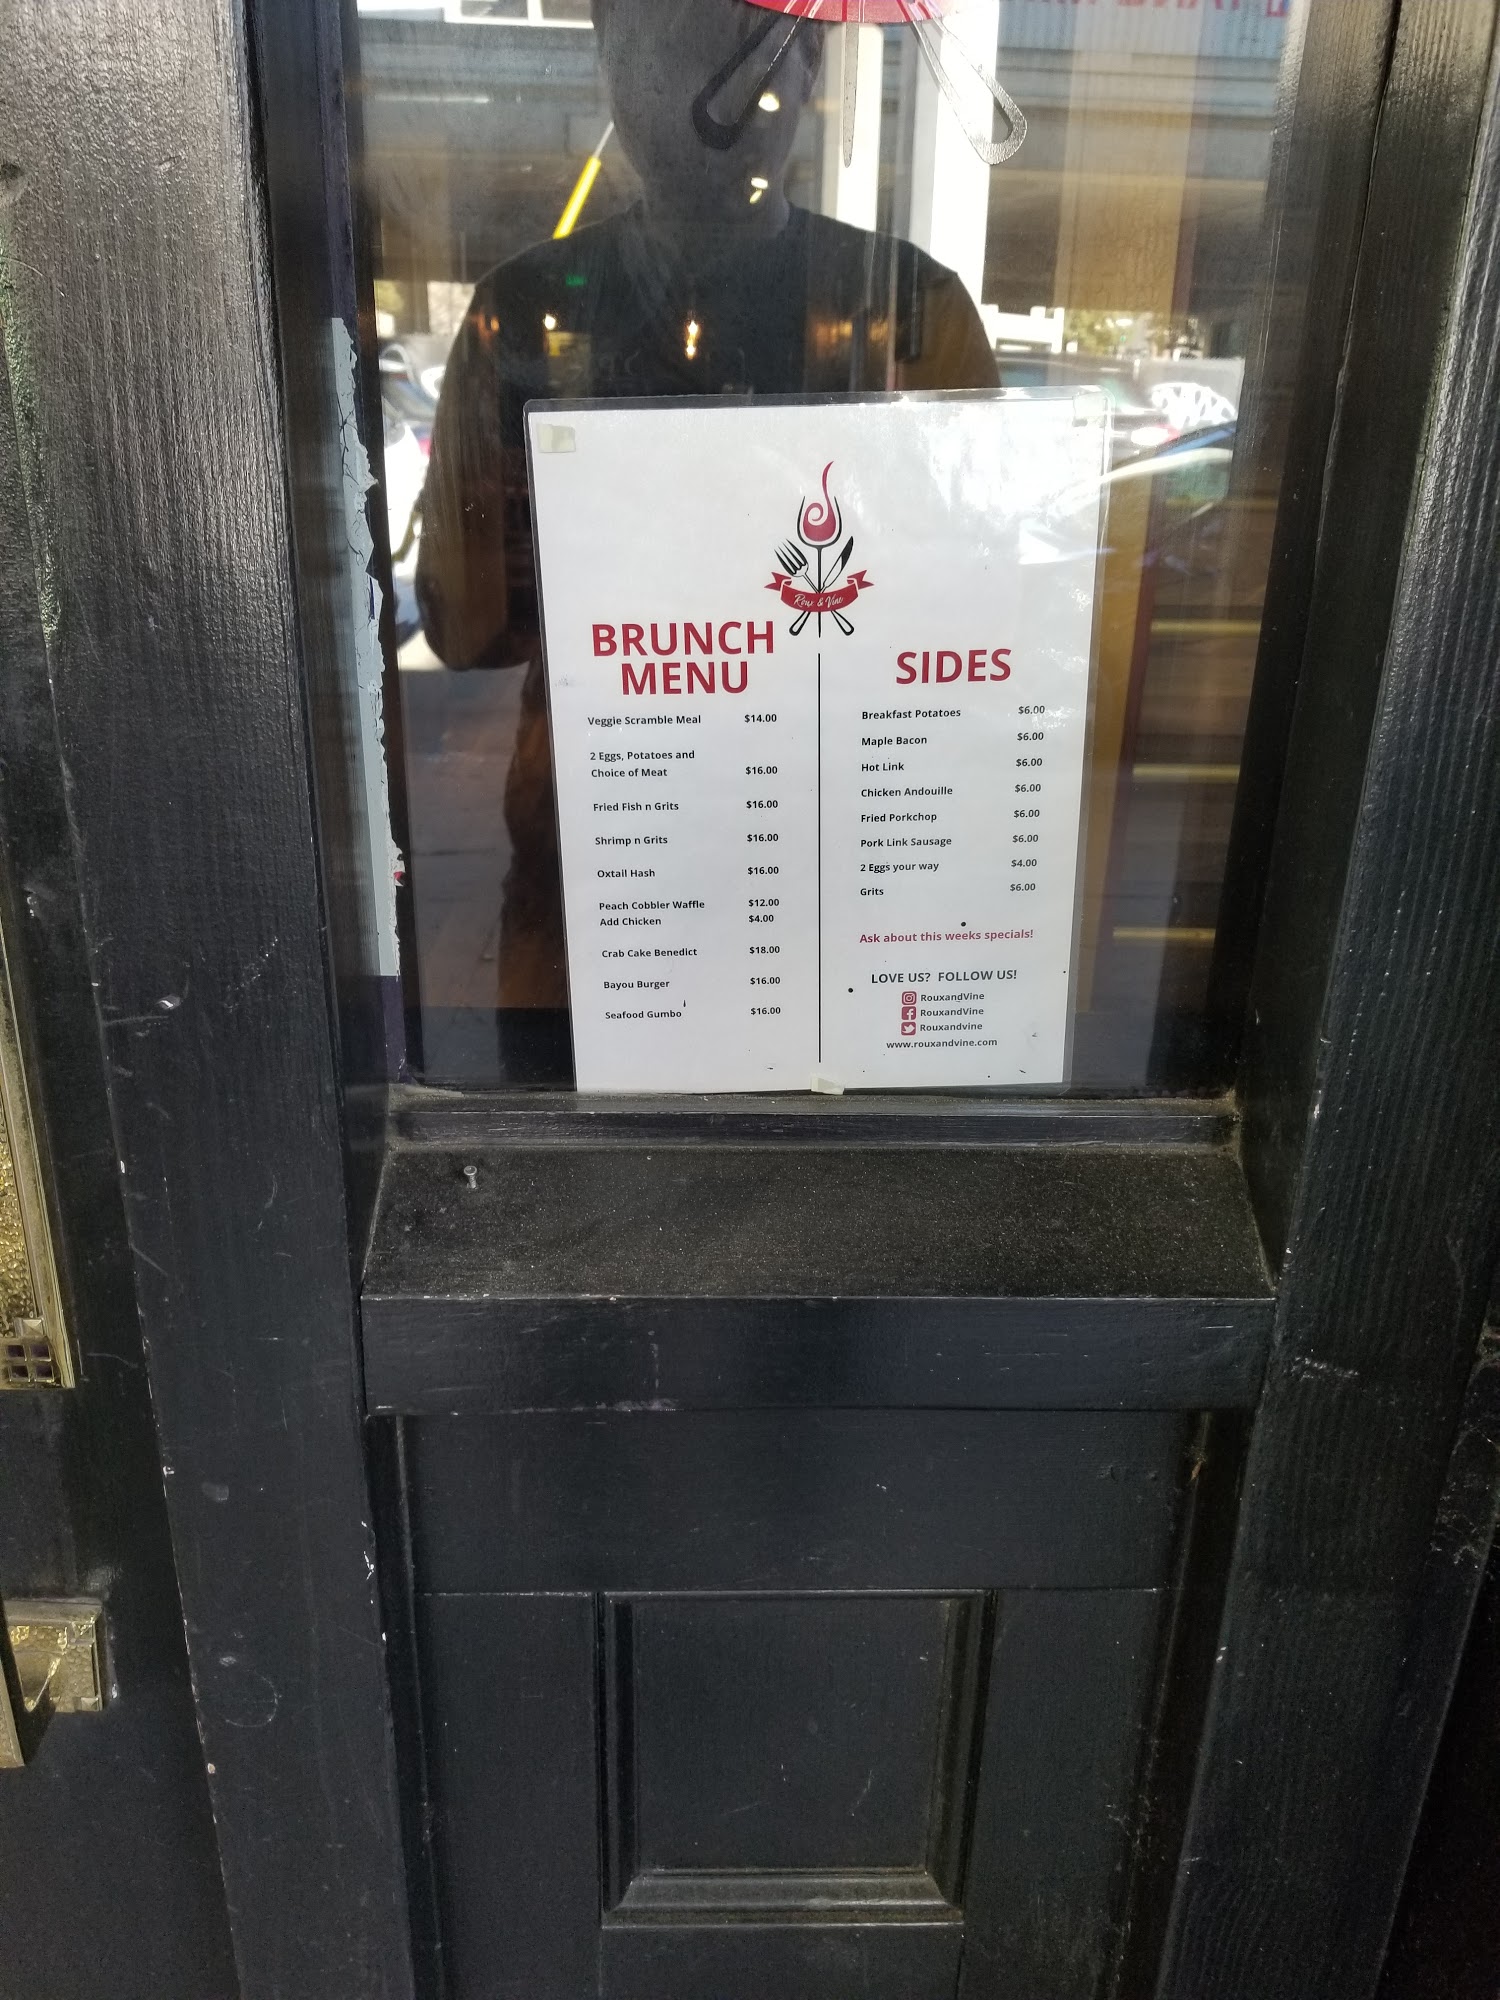 Roux & Vine
BRUNCH
MENU
Veggie Scramble Meal $14.00
2 Eggs, Potatoes and
Choice of Meat $16.00
Fried Fish n Grits $16.00
Shrimp n Grits $16.00
Oxtail Hash $16.00
Peach Cobbler Waffle $12.00
Add Chicken $4.00
Crab Cake Benedict $18.00
Bayou Burger $16.00
Seafood Gumbo $16.00
SIDES
Breakfast Potatoes $6.00
Maple Bacon $6.00
Hot Link $6.00
Chicken Andouille $6.00
Fried Porkchop $6.00
Pork Link Sausage $6.00
2 Eggs your way $4.00
Grits $6.00
Ask about this weeks specials!
LOVE US? FOLLOW US!
RouxandVine
RouxandVine
Rouxandvine
www.rouxandvine.com